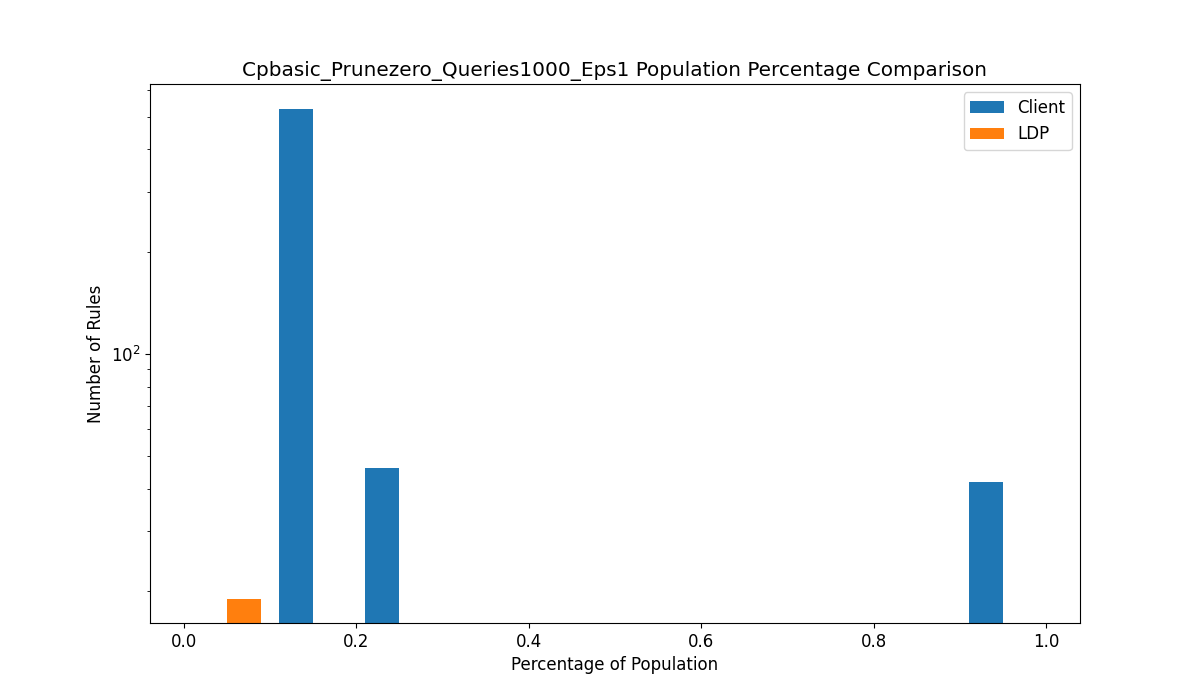 Cpbasic_Prunezero_Queries1000_Eps1 Population Percentage Comparison
Client
LDP
Number of Rules
10²
0.0 0.2 0.4 0.6 0.8 1.0
Percentage of Population